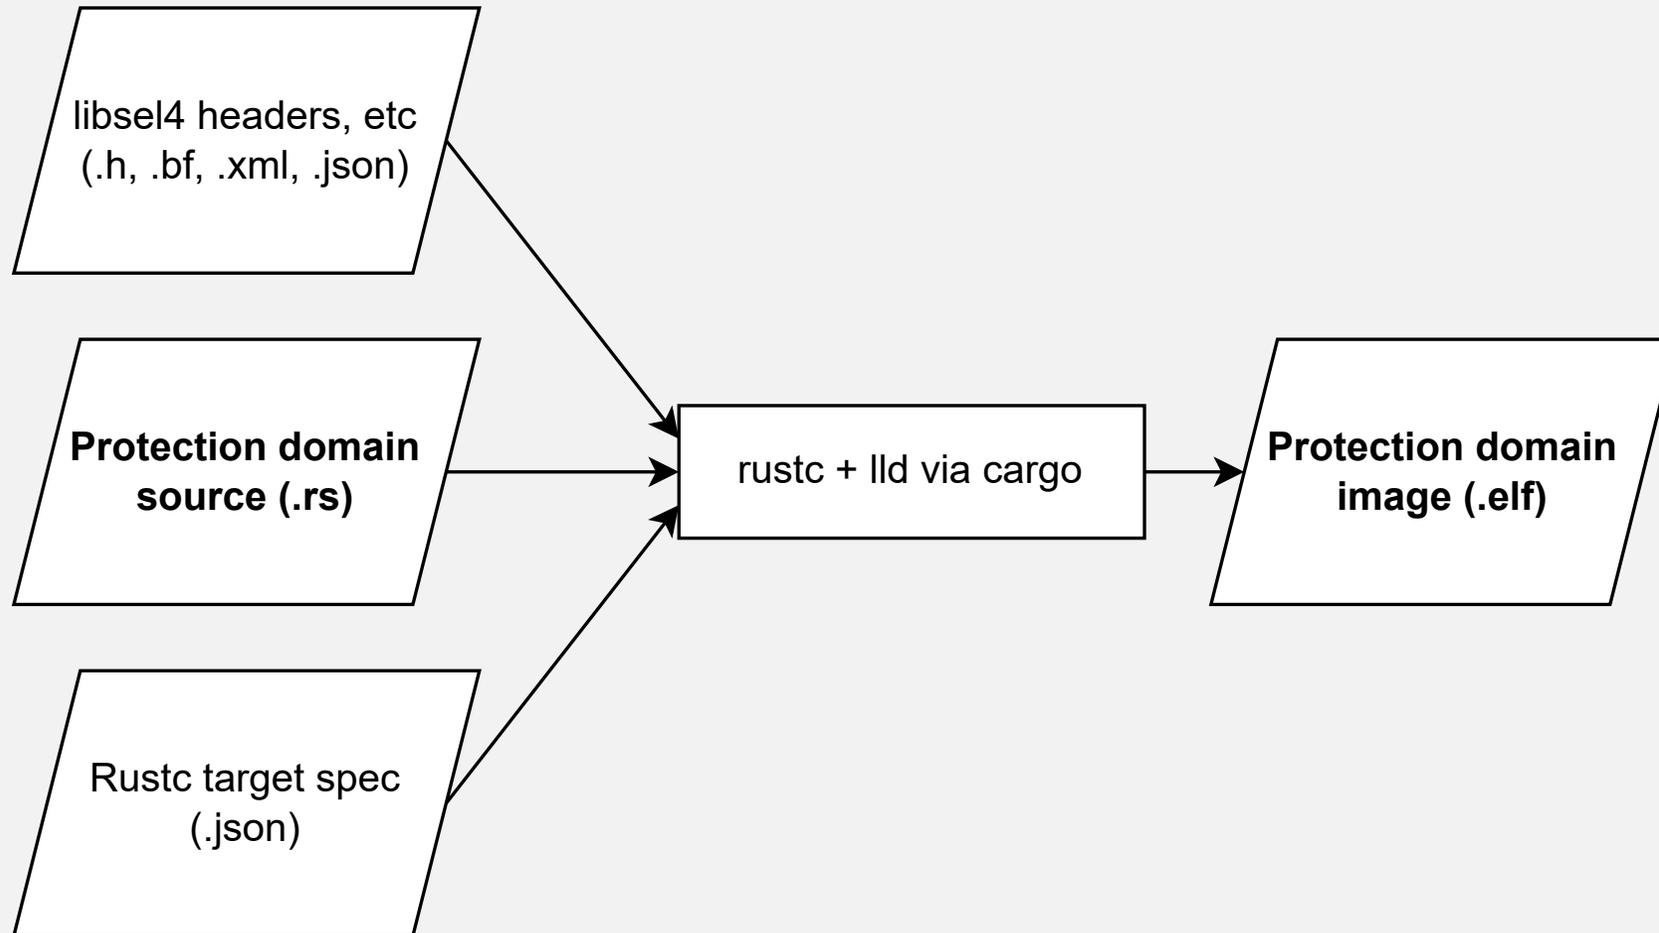 libsel4 headers, etc
(.h, .bf, .xml, .json)
Protection domain
source (.rs)
rustc + lld via cargo
Protection domain
image (.elf)
Rustc target spec
(.json)